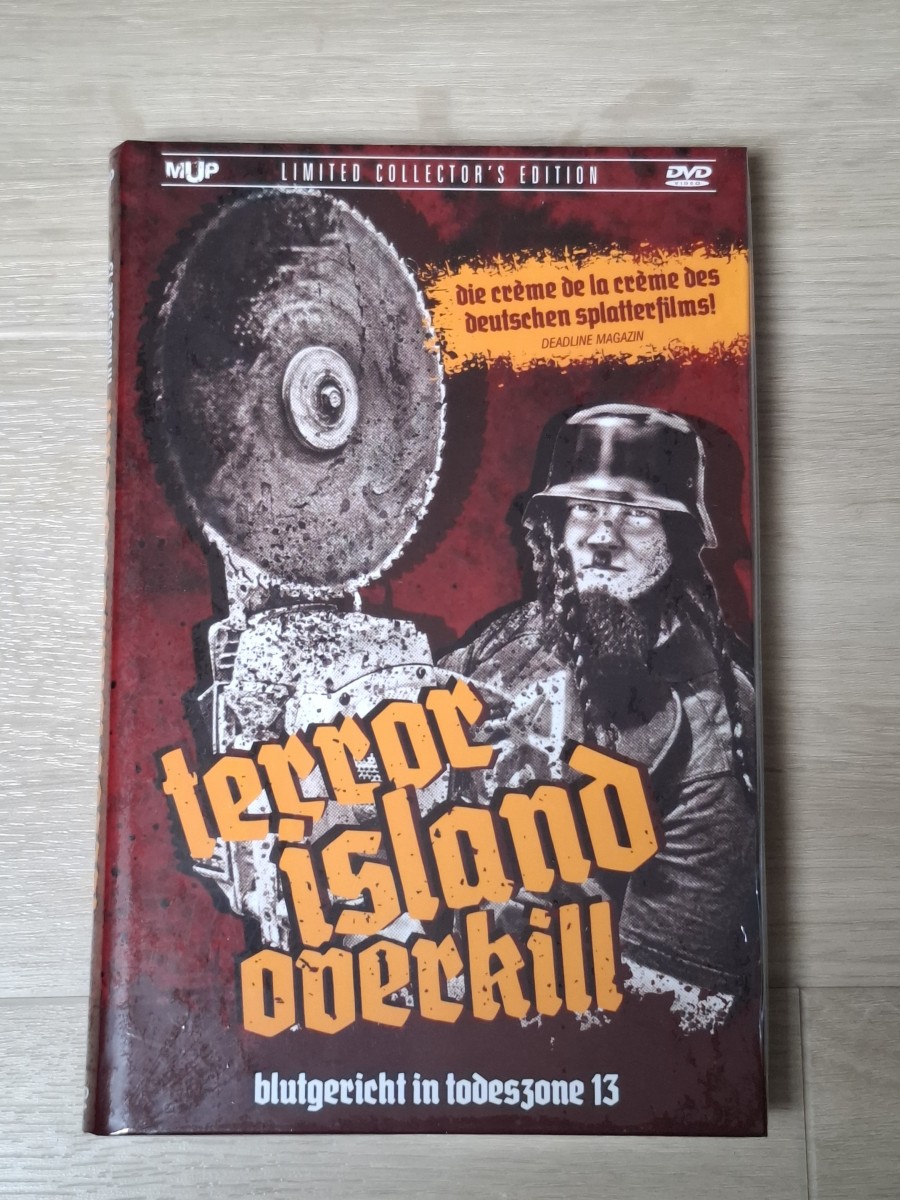 MUP
LIMITED COLLECTOR'S EDITION
DVD
VIDEO
die crème de la crème des
deutschen splatterfilms!
DEADLINE MAGAZIN
terror
island
overkill
blutgericht in todeszone 13